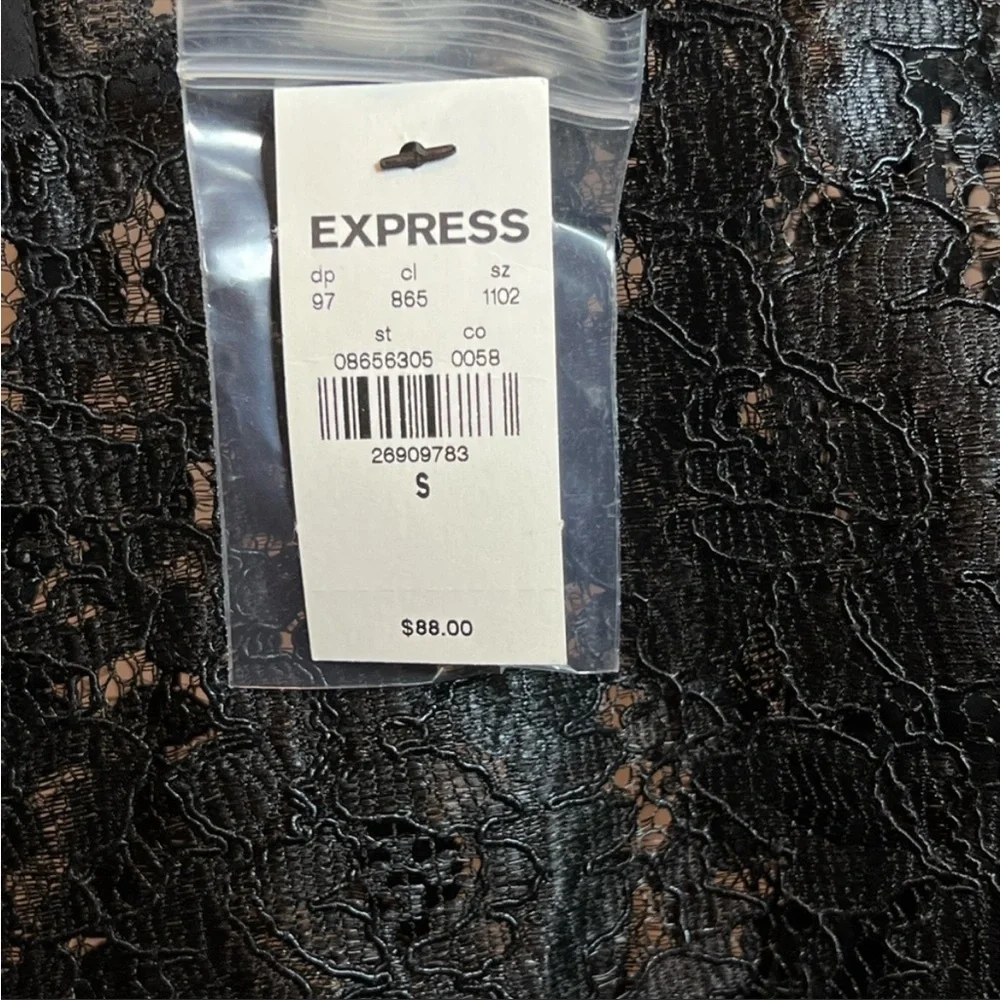 EXPRESS
dp cl sz
97 865 1102
st co
08656305 0058
26909783
S
$88.00